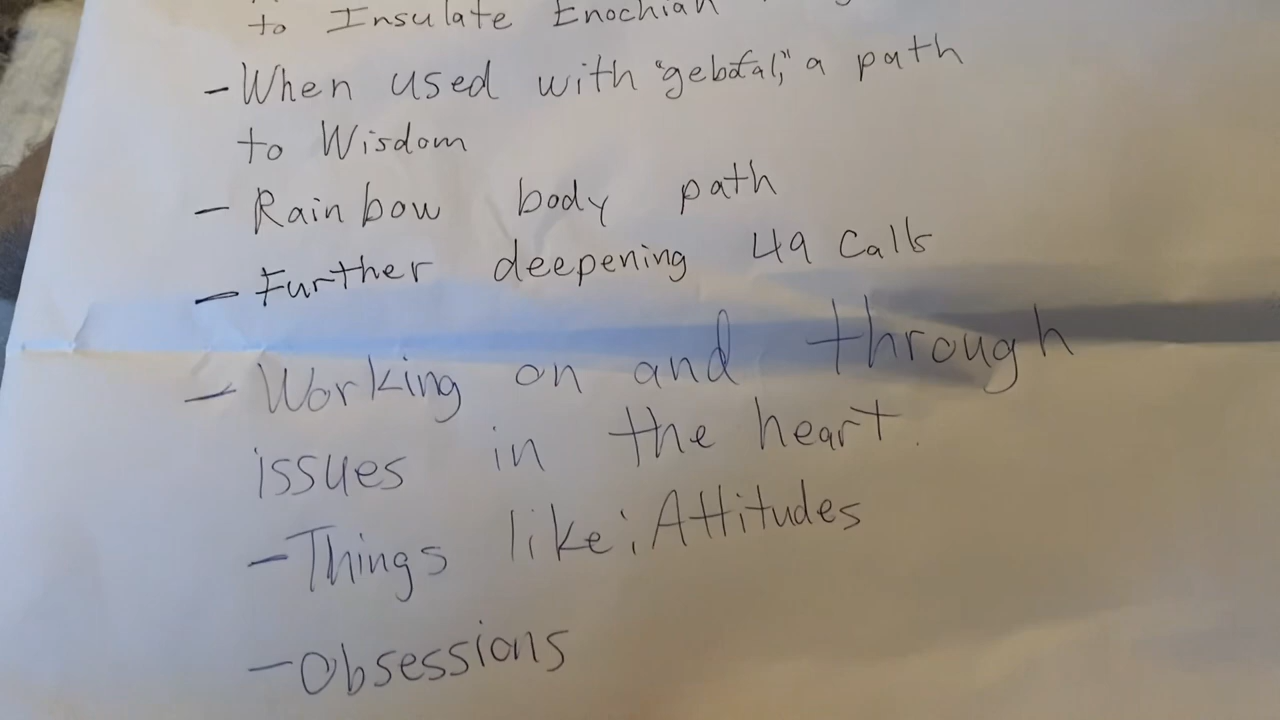 to Insulate Enochian
- When used with "gebofal," a path
to Wisdom
- Rainbow body path
- Further deepening 49 Calls
- Working on and through
issues in the heart.
- Things like: Attitudes
- Obsessions